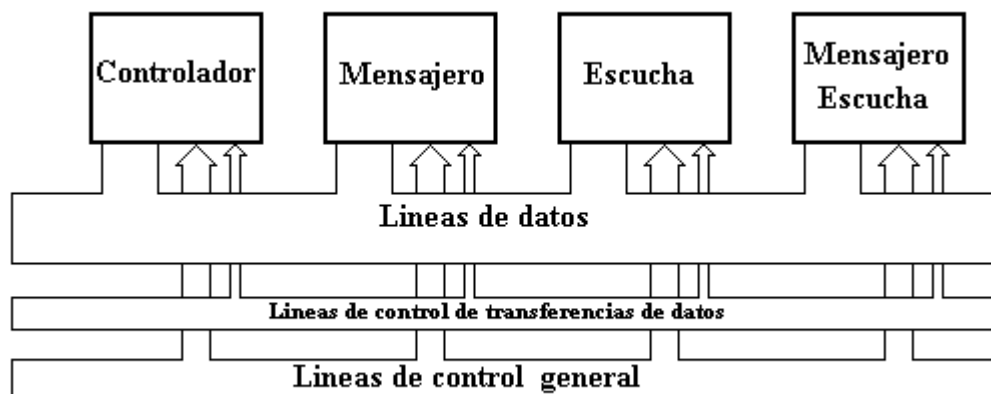 Controlador
Mensajero
Escucha
Mensajero
Escucha
Lineas de datos
Lineas de control de transferencias de datos
Lineas de control general